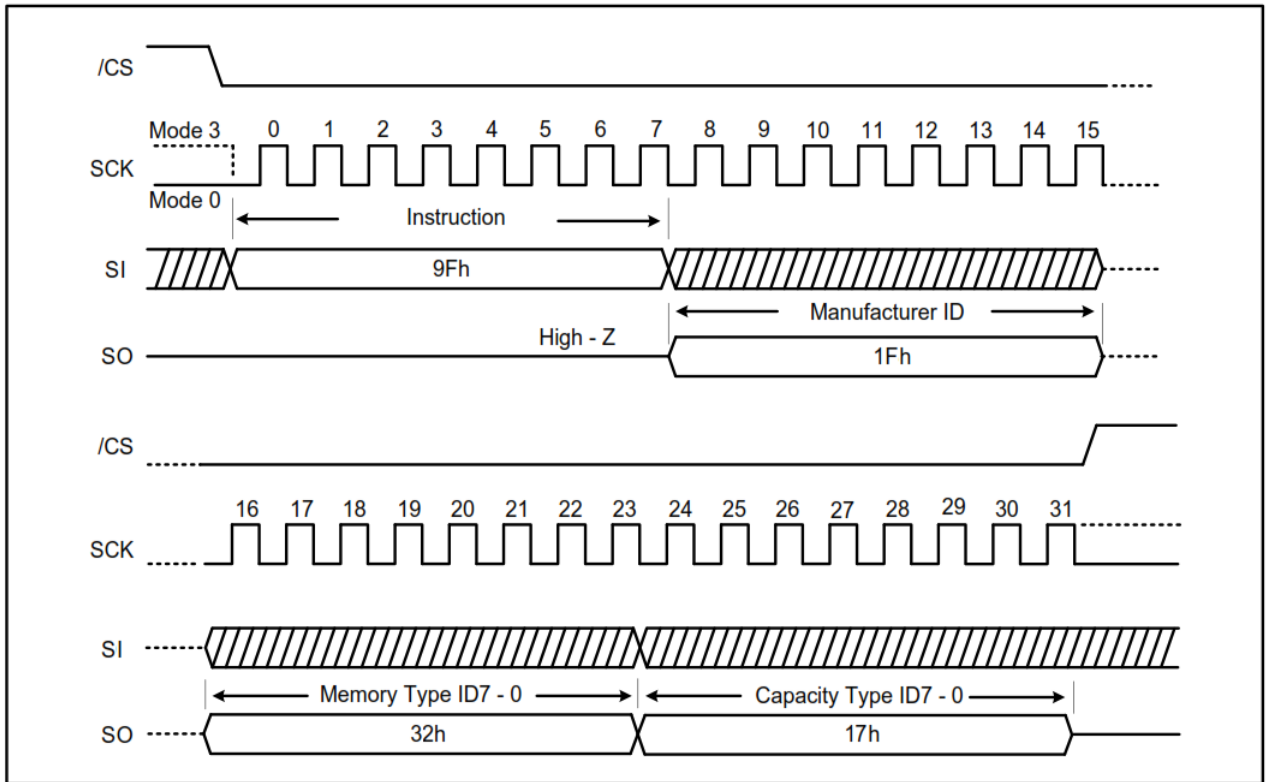 /CS
Mode 3 0 1 2 3 4 5 6 7 8 9 10 11 12 13 14 15
SCK
Mode 0
Instruction
SI 9Fh
Manufacturer ID
High - Z
SO 1Fh
/CS
16 17 18 19 20 21 22 23 24 25 26 27 28 29 30 31
SCK
SI
Memory Type ID7 - 0 Capacity Type ID7 - 0
SO 32h 17h